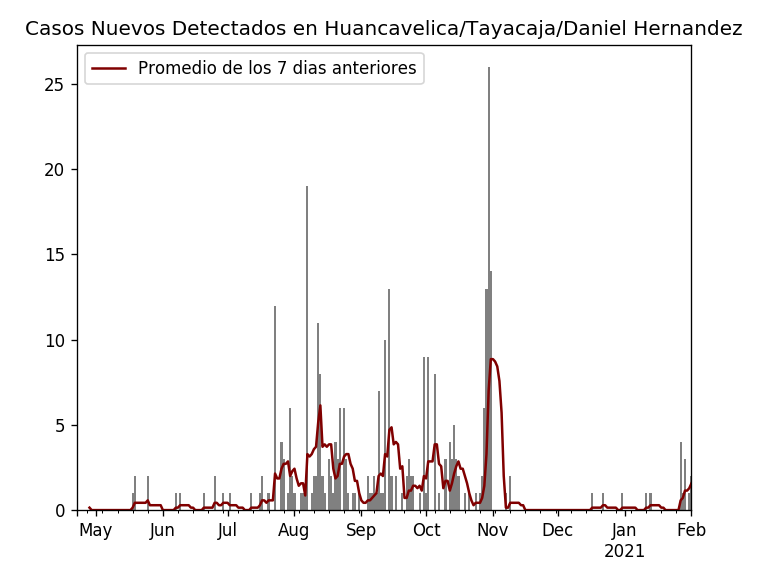 Casos Nuevos Detectados en Huancavelica/Tayacaja/Daniel Hernandez
Promedio de los 7 dias anteriores
25
20
15
10
5
0
May Jun Jul Aug Sep Oct Nov Dec Jan Feb
2021